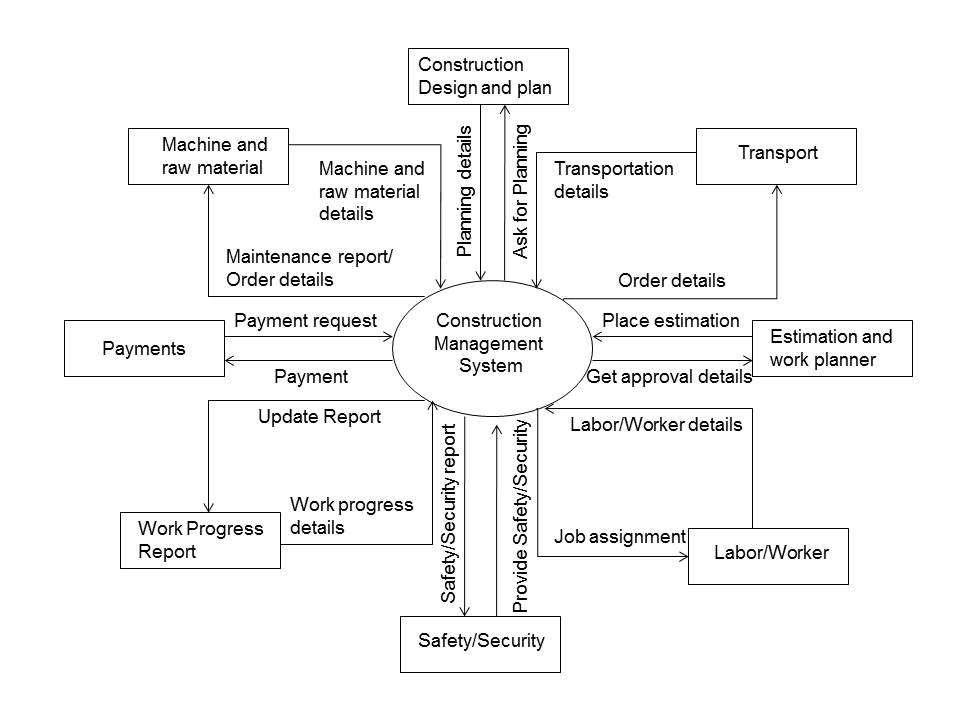 Construction
Design and plan
Machine and
raw material
Transport
Planning details
Ask for Planning
Machine and
raw material
details
Transportation
details
Maintenance report/
Order details
Order details
Payments
Payment request
Construction
Management
System
Place estimation
Estimation and
work planner
Payment
Get approval details
Update Report
Labor/Worker details
Safety/Security report
Provide Safety/Security
Work progress
details
Work Progress
Report
Job assignment
Labor/Worker
Safety/Security